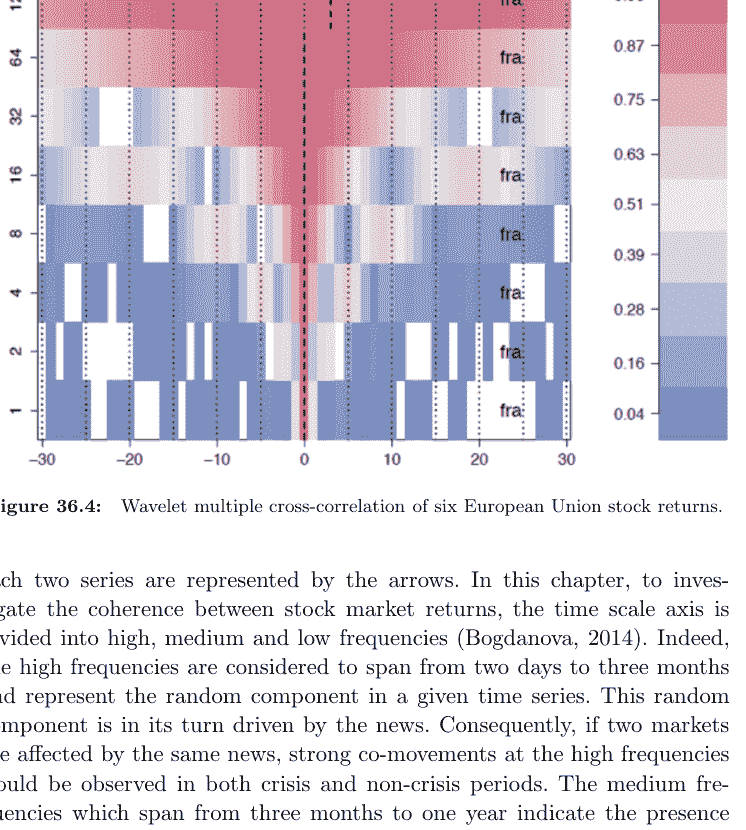 fra
64
fra
0.87
0.75
32
fra
0.63
16
fra
0.51
8
fra
0.39
4
fra
0.28
2
fra
0.16
1
fra
0.04
−30 −20 −10 0 10 20 30
igure 36.4: Wavelet multiple cross-correlation of six European Union stock returns.
ch two series are represented by the arrows. In this chapter, to inves-
gate the coherence between stock market returns, the time scale axis is
vided into high, medium and low frequencies (Bogdanova, 2014). Indeed,
e high frequencies are considered to span from two days to three months
nd represent the random component in a given time series. This random
omponent is in its turn driven by the news. Consequently, if two markets
e affected by the same news, strong co-movements at the high frequencies
ould be observed in both crisis and non-crisis periods. The medium fre-
uencies which span from three months to one year indicate the presence